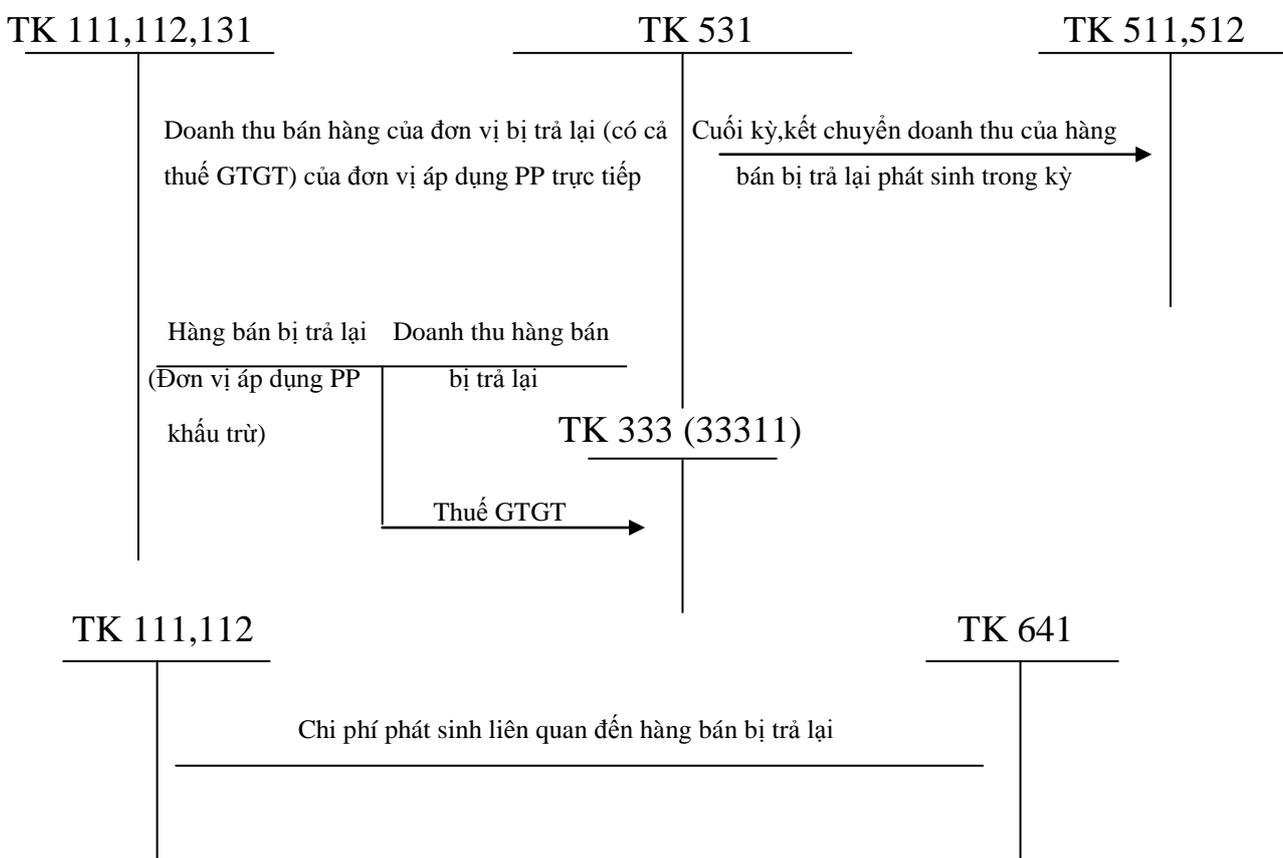 TK 111,112,131
TK 531
TK 511,512
Doanh thu bán hàng của đơn vị bị trả lại (có cả
thuế GTGT) của đơn vị áp dụng PP trực tiếp
Cuối kỳ,kết chuyển doanh thu của hàng
bán bị trả lại phát sinh trong kỳ
Hàng bán bị trả lại
(Đơn vị áp dụng PP
khấu trừ)
Doanh thu hàng bán
bị trả lại
TK 333 (33311)
Thuế GTGT
TK 111,112
TK 641
Chi phí phát sinh liên quan đến hàng bán bị trả lại